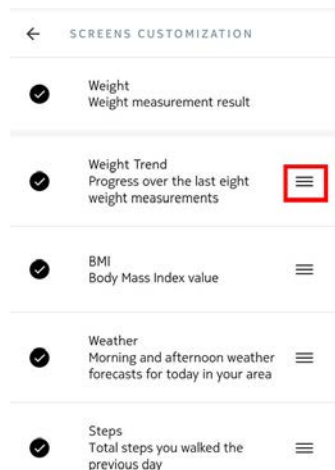 SCREENS CUSTOMIZATION
Weight
Weight measurement result
Weight Trend
Progress over the last eight
weight measurements
BMI
Body Mass Index value
Weather
Morning and afternoon weather
forecasts for today in your area
Steps
Total steps you walked the
previous day